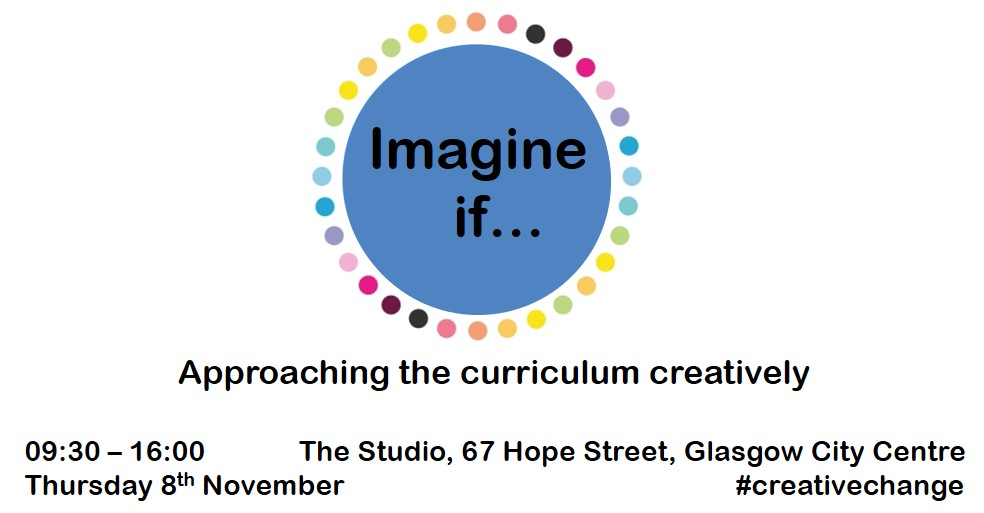 Imagine
if...
Approaching the curriculum creatively
09:30 – 16:00 The Studio, 67 Hope Street, Glasgow City Centre
Thursday 8th November #creativechange